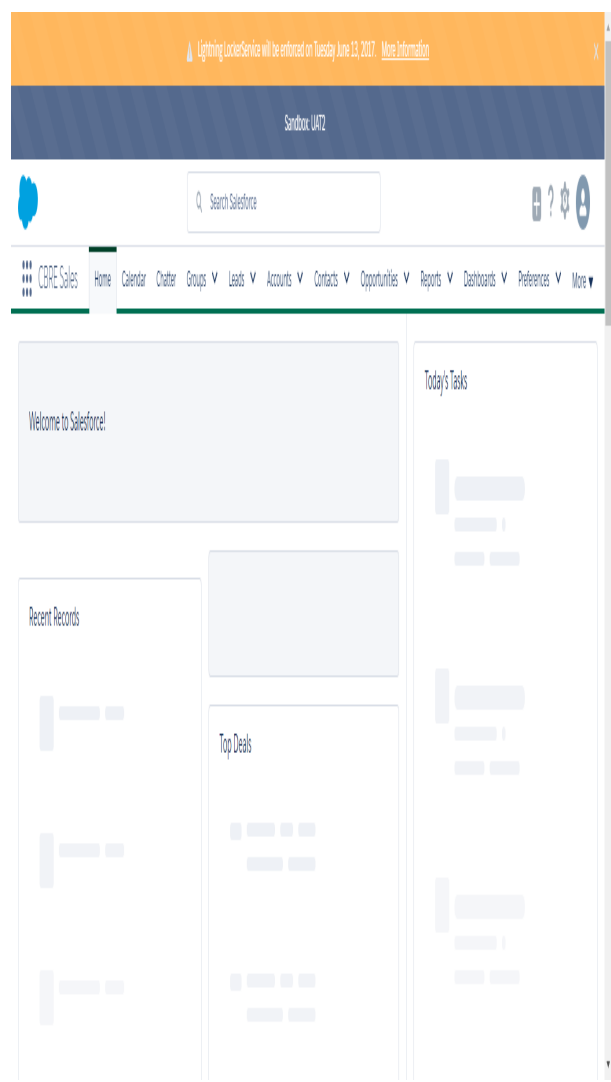 Lightning LockerService will be enforced on Tuesday June 13, 2017. More Information
Sandbox: UAT2
Search Salesforce
CBRE Sales Home Calendar Chatter Groups Leads Accounts Contacts Opportunities Reports Dashboards Preferences More
Welcome to Salesforce!
Today's Tasks
Recent Records
Top Deals